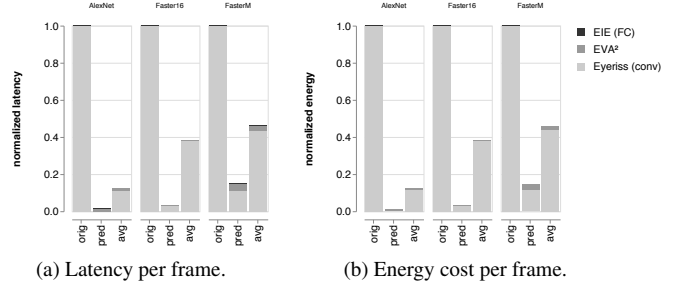 AlexNet Faster16 FasterM
1.0
0.8
0.6
0.4
0.2
0.0
normalized latency
orig pred avg orig pred avg orig pred avg
(a) Latency per frame.
AlexNet Faster16 FasterM
1.0
0.8
0.6
0.4
0.2
0.0
normalized energy
orig pred avg orig pred avg orig pred avg
(b) Energy cost per frame.
EIE (FC)
EVA²
Eyeriss (conv)